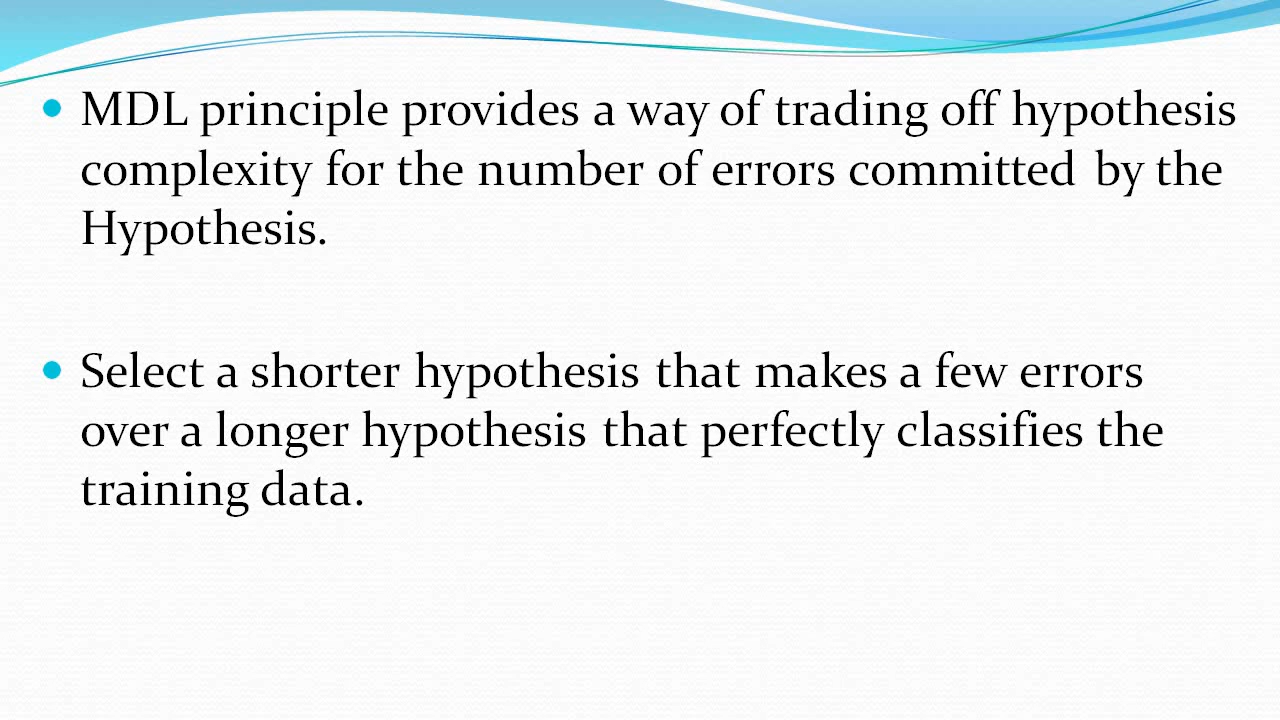 MDL principle provides a way of trading off hypothesis
complexity for the number of errors committed by the
Hypothesis.
Select a shorter hypothesis that makes a few errors
over a longer hypothesis that perfectly classifies the
training data.